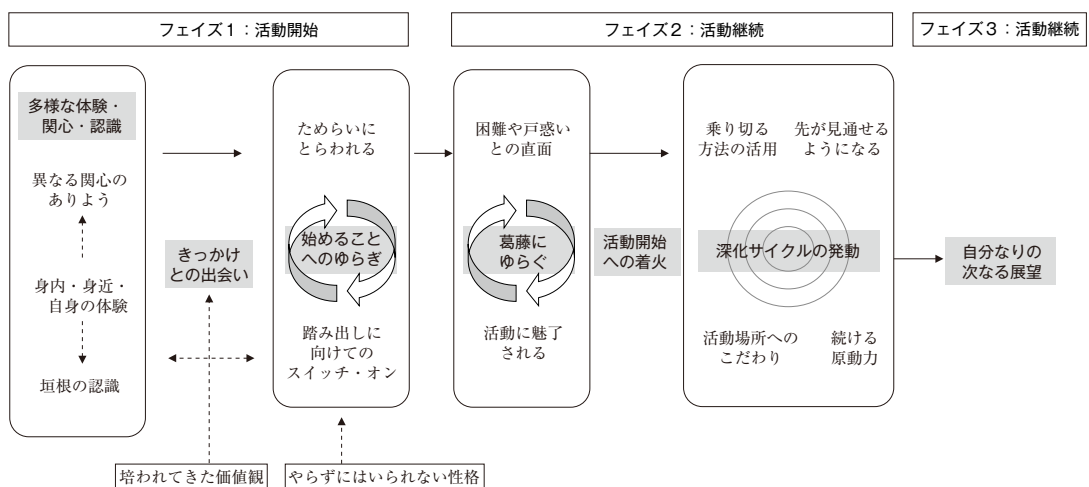 フェイズ１：活動開始
フェイズ２：活動継続
フェイズ３：活動継続
多様な体験・
関心・認識
異なる関心の
ありよう
身内・身近・
自身の体験
垣根の認識
きっかけ
との出会い
ためらいに
とらわれる
始めること
へのゆらぎ
踏み出しに
向けての
スイッチ・オン
困難や戸惑い
との直面
葛藤に
ゆらぐ
活動に魅了
される
活動開始
への着火
乗り切る
方法の活用
先が見通せる
ようになる
深化サイクルの発動
活動場所への
こだわり
続ける
原動力
自分なりの
次なる展望
培われてきた価値観
やらずにはいられない性格